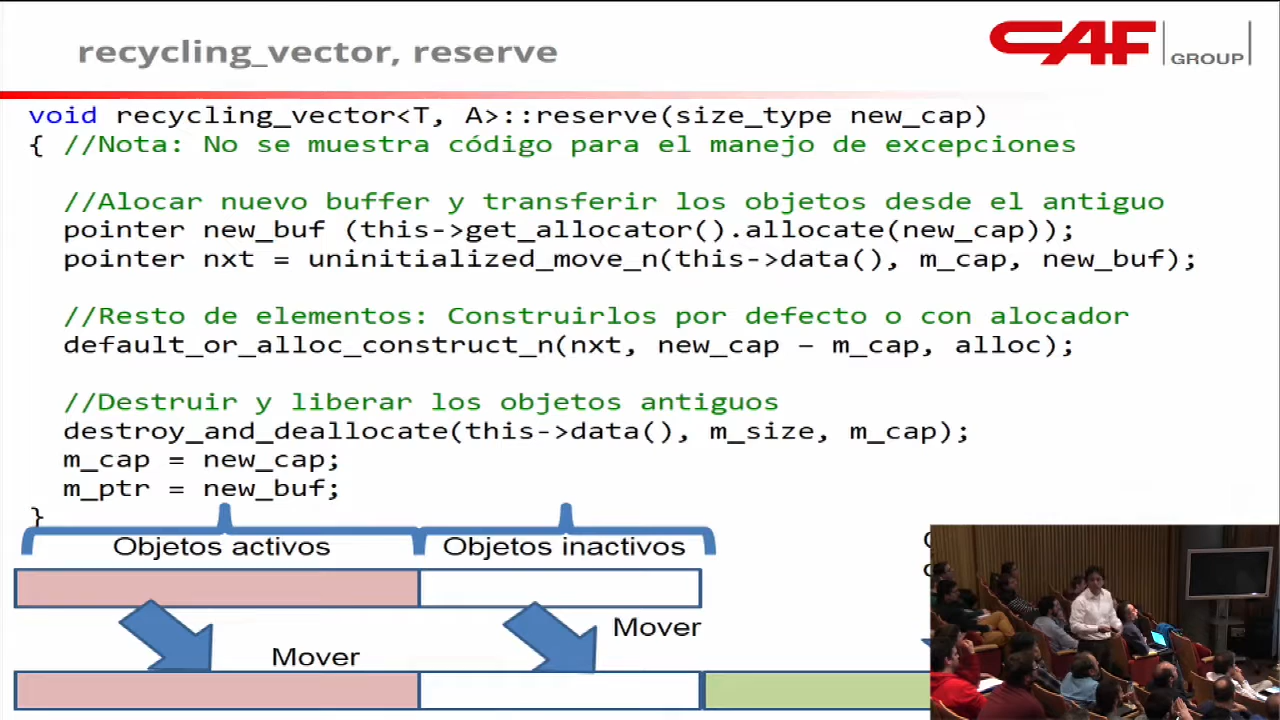 recycling_vector, reserve
CAF GROUP
void recycling_vector<T, A>::reserve(size_type new_cap)
{ //Nota: No se muestra código para el manejo de excepciones
//Alocar nuevo buffer y transferir los objetos desde el antiguo
pointer new_buf (this->get_allocator().allocate(new_cap));
pointer nxt = uninitialized_move_n(this->data(), m_cap, new_buf);
//Resto de elementos: Construirlos por defecto o con alocador
default_or_alloc_construct_n(nxt, new_cap – m_cap, alloc);
//Destruir y liberar los objetos antiguos
destroy_and_deallocate(this->data(), m_size, m_cap);
m_cap = new_cap;
m_ptr = new_buf;
}
Objetos activos
Objetos inactivos
Mover
Mover